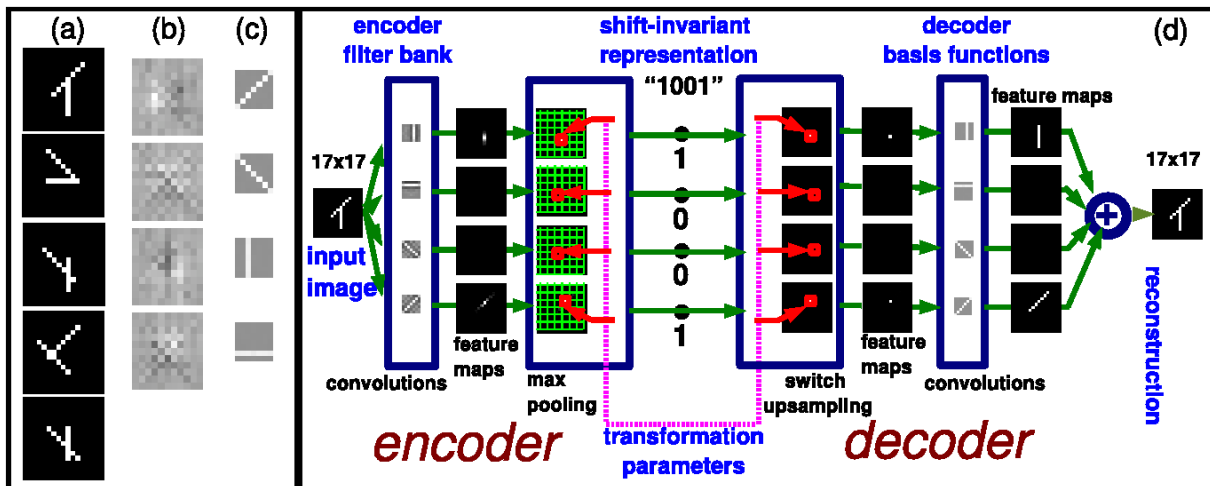 (a)
(b)
(c)
encoder
filter bank
shift-invariant
representation
"1001"
decoder
basis functions
(d)
feature maps
17x17
17x17
1
0
0
1
input
image
feature
maps
feature
maps
convolutions
max
pooling
switch
upsampling
convolutions
reconstruction
encoder
transformation
parameters
decoder